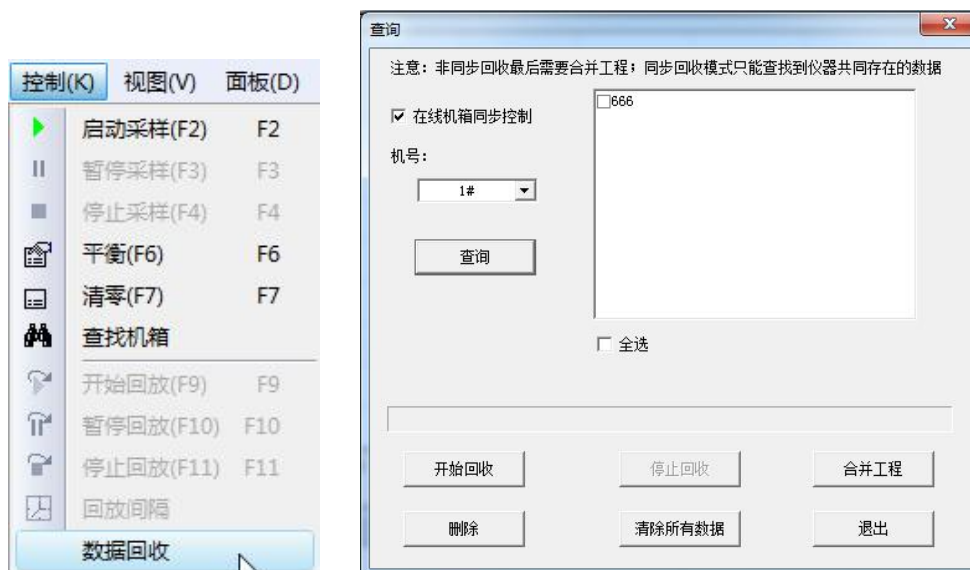 控制(K) 视图(V) 面板(D)
启动采样(F2) F2
暂停采样(F3) F3
停止采样(F4) F4
平衡(F6) F6
清零(F7) F7
查找机箱
开始回放(F9) F9
暂停回放(F10) F10
停止回放(F11) F11
回放间隔
数据回收
查询
注意：非同步回收最后需要合并工程；同步回收模式只能查找到仪器共同存在的数据
在线机箱同步控制
666
机号：
1#
查询
全选
开始回收 停止回收 合并工程
删除 清除所有数据 退出